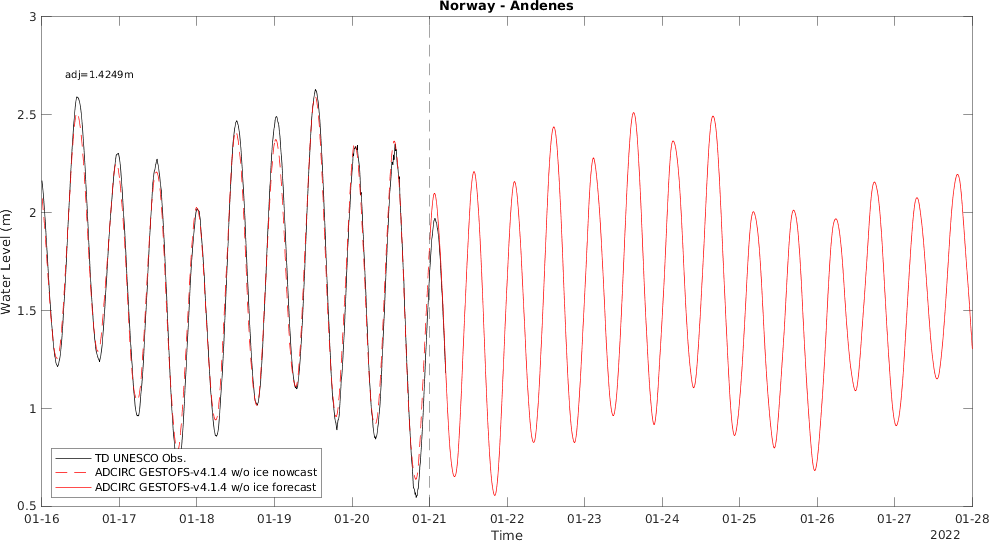 Norway - Andenes
3
2.5
2
1.5
1
0.5
Water Level (m)
adj=1.4249m
TD UNESCO Obs.
ADCIRC GESTOFS-v4.1.4 w/o ice nowcast
ADCIRC GESTOFS-v4.1.4 w/o ice forecast
01-16 01-17 01-18 01-19 01-20 01-21 01-22 01-23 01-24 01-25 01-26 01-27 01-28
Time
2022